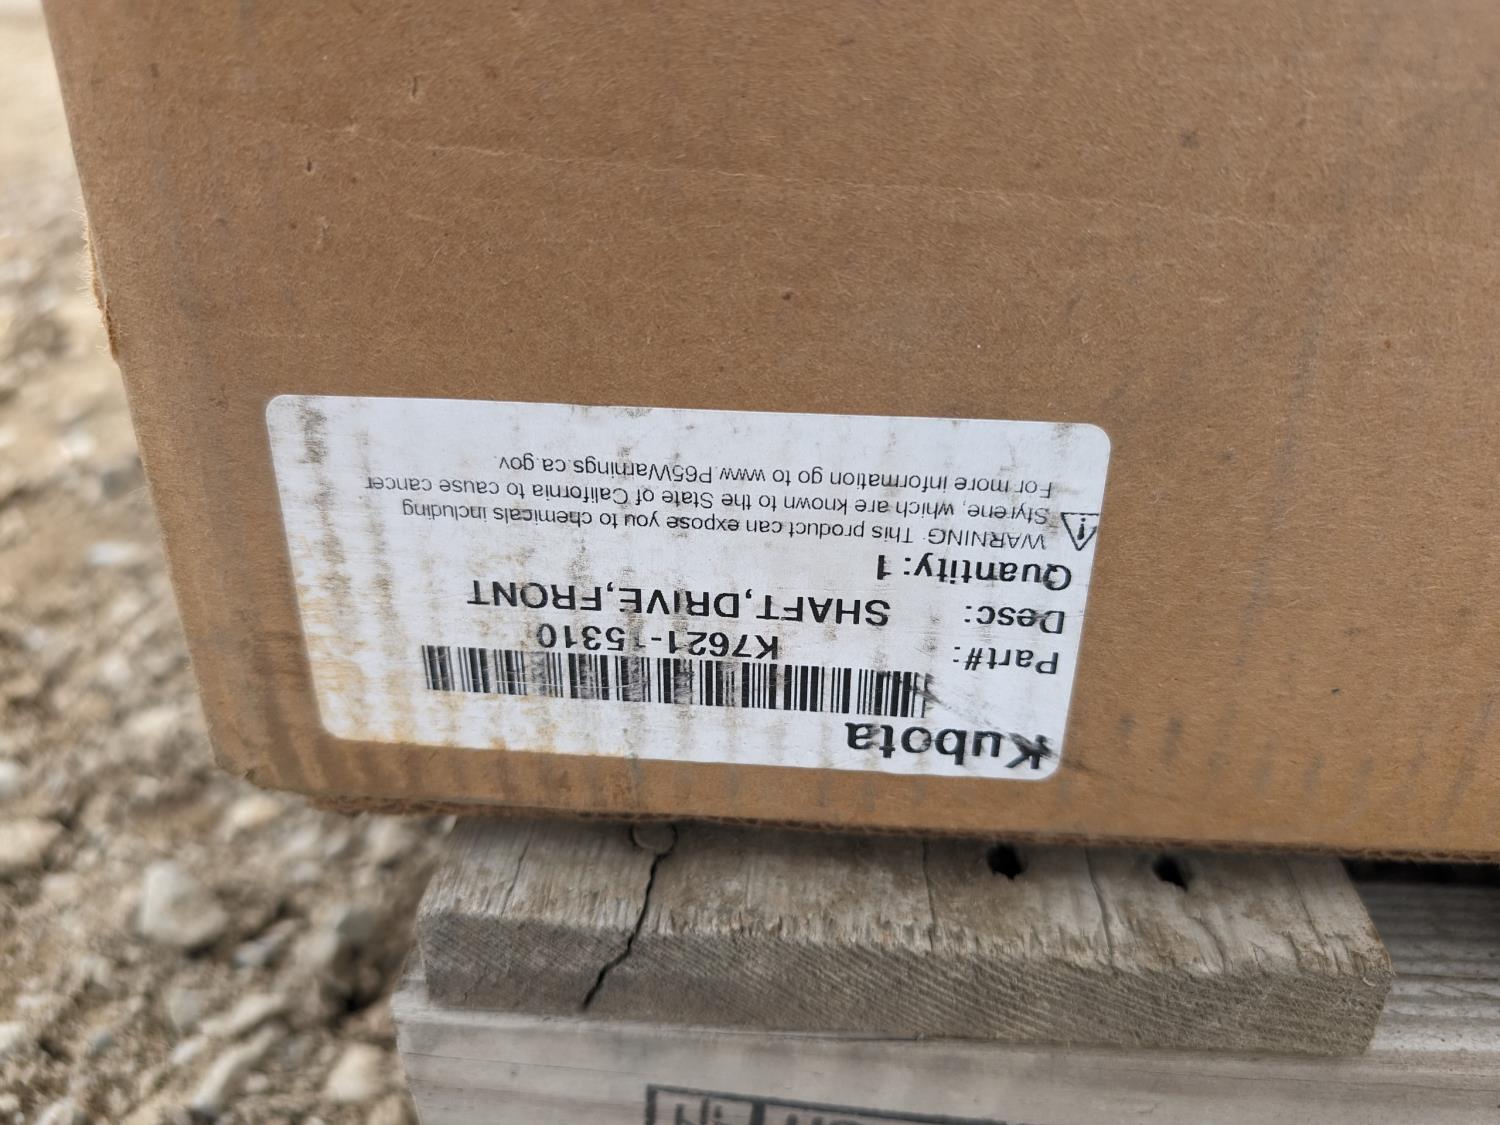 Kubota
Part#: K7621-15310
Desc: SHAFT,DRIVE,FRONT
Quantity: 1
WARNING: This product can expose you to chemicals including
Styrene, which are known to the State of California to cause cancer
For more information go to www.P65Warnings.ca.gov.